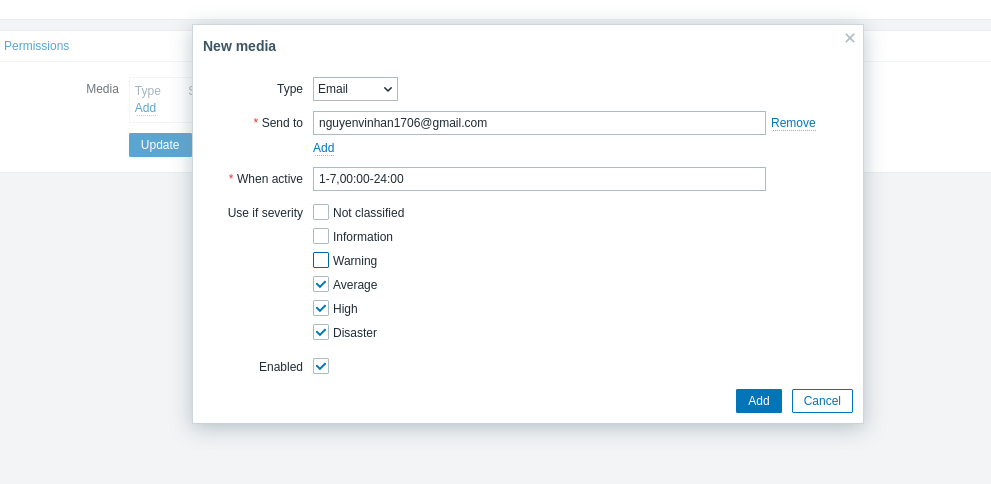 New media
Permissions
Type Email
Media Type S
* Send to nguyenvinhan1706@gmail.com Remove
Add
Add
Update
* When active 1-7,00:00-24:00
Use if severity Not classified
Information
Warning
Average
High
Disaster
Enabled
Add Cancel